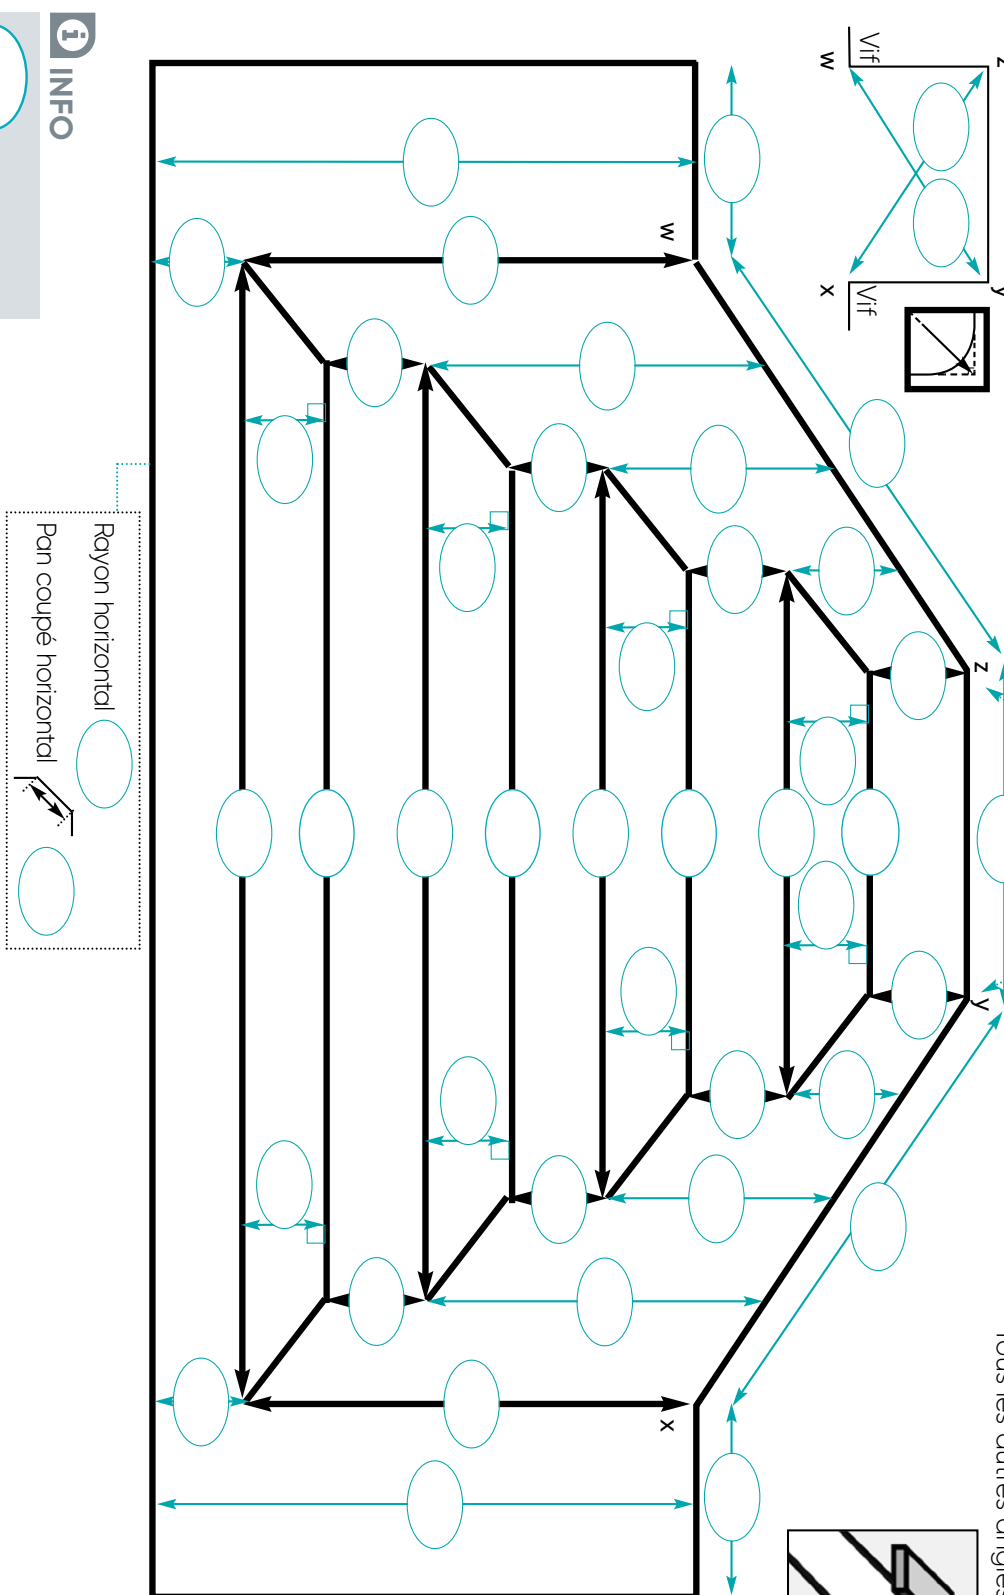 Tous les autres angles
z
y
Vif
Vif
w
x
z
y
w
x
INFO
Rayon horizontal
Pan coupé horizontal